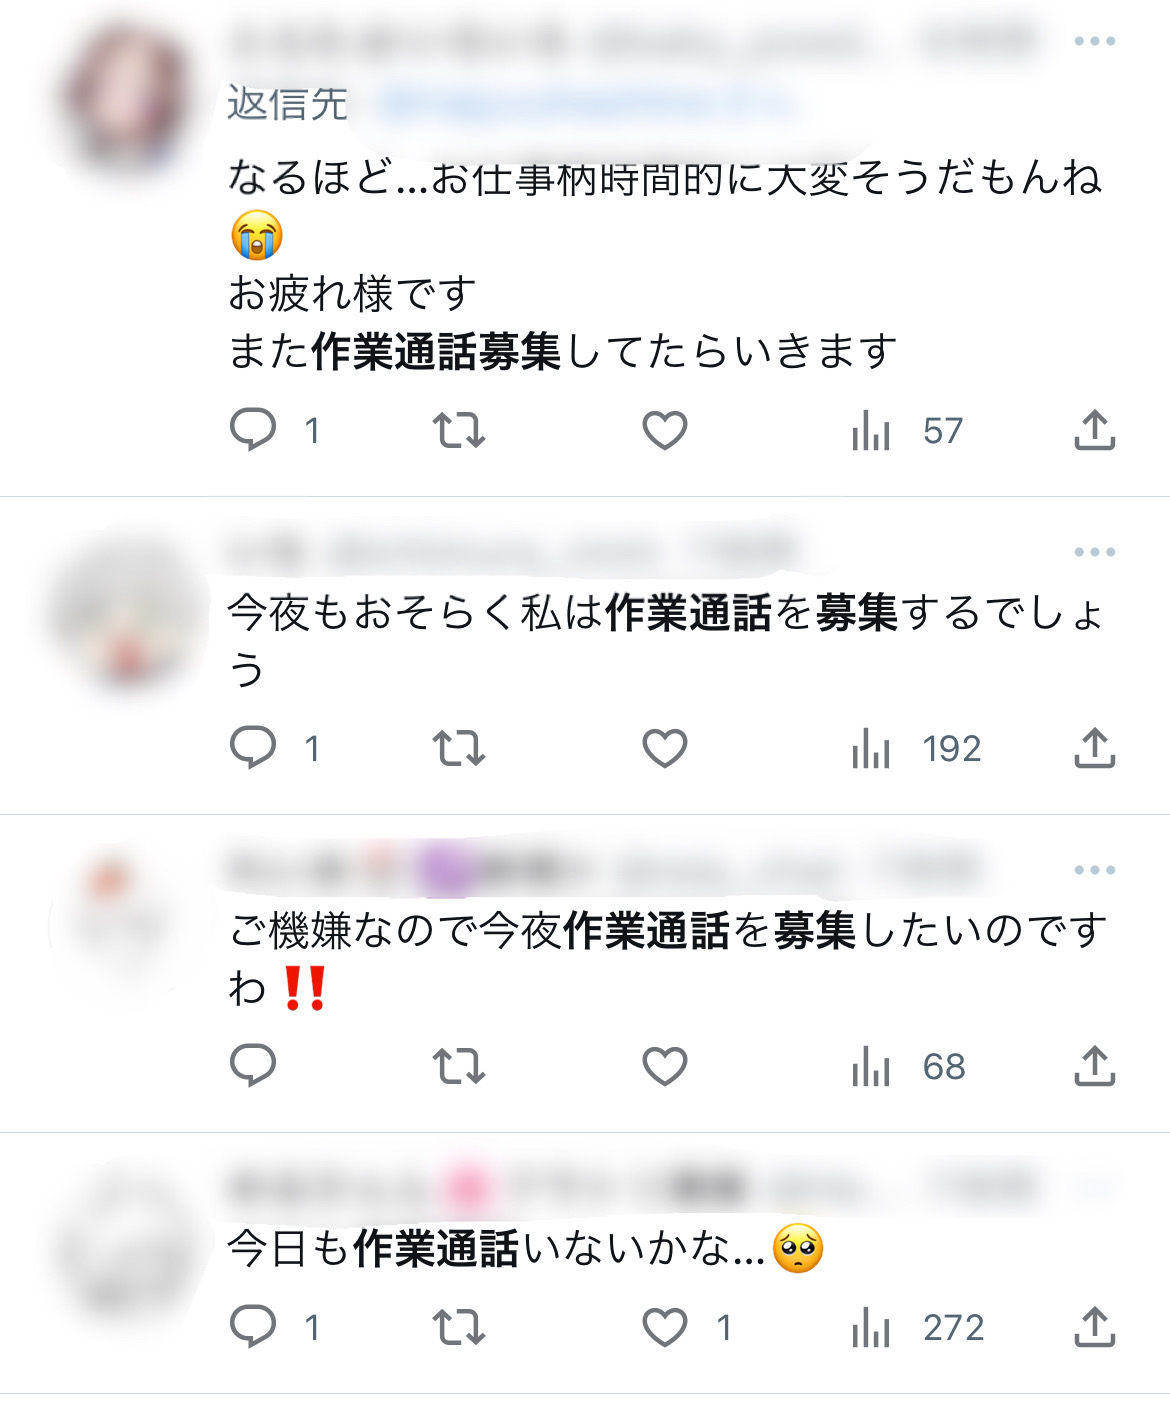 返信先
なるほど…お仕事柄時間的に大変そうだもんね
😭
お疲れ様です
また作業通話募集してたらいきます
1 57
今夜もおそらく私は作業通話を募集するでしょ
う
1 192
ご機嫌なので今夜作業通話を募集したいのです
わ‼️
68
今日も作業通話いないかな…🥺
1 1 272